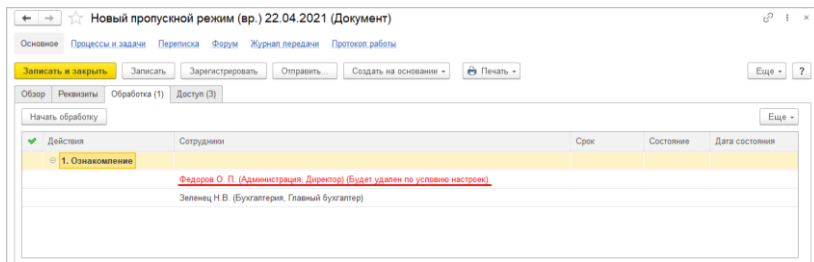 Новый пропускной режим (вр.) 22.04.2021 (Документ)
Основное Процессы и задачи Переписка Форум Журнал передачи Протокол работы
Записать и закрыть Записать Зарегистрировать Отправить... Создать на основании Печать Еще ?
Обзор Реквизиты Обработка (1) Доступ (3)
Начать обработку Еще
Действия Сотрудники Срок Состояние Дата состояния
1. Ознакомление
Федоров О. П. (Администрация, Директор) (Будет удален по условию настроек)
Зеленец Н.В. (Бухгалтерия, Главный бухгалтер)